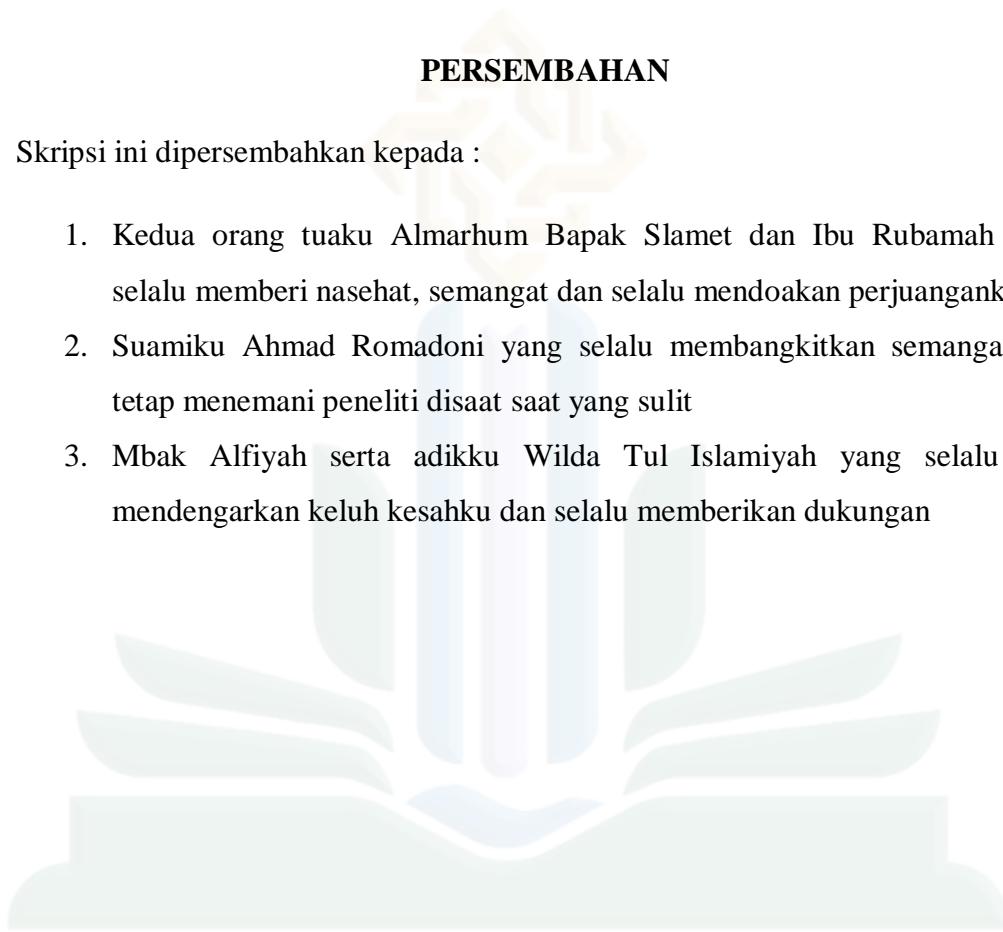 PERSEMBAHAN
Skripsi ini dipersembahkan kepada :
1. Kedua orang tuaku Almarhum Bapak Slamet dan Ibu Rubamah
selalu memberi nasehat, semangat dan selalu mendoakan perjuangank
2. Suamiku Ahmad Romadoni yang selalu membangkitkan semanga
tetap menemani peneliti disaat saat yang sulit
3. Mbak Alfiyah serta adikku Wilda Tul Islamiyah yang selalu
mendengarkan keluh kesahku dan selalu memberikan dukungan